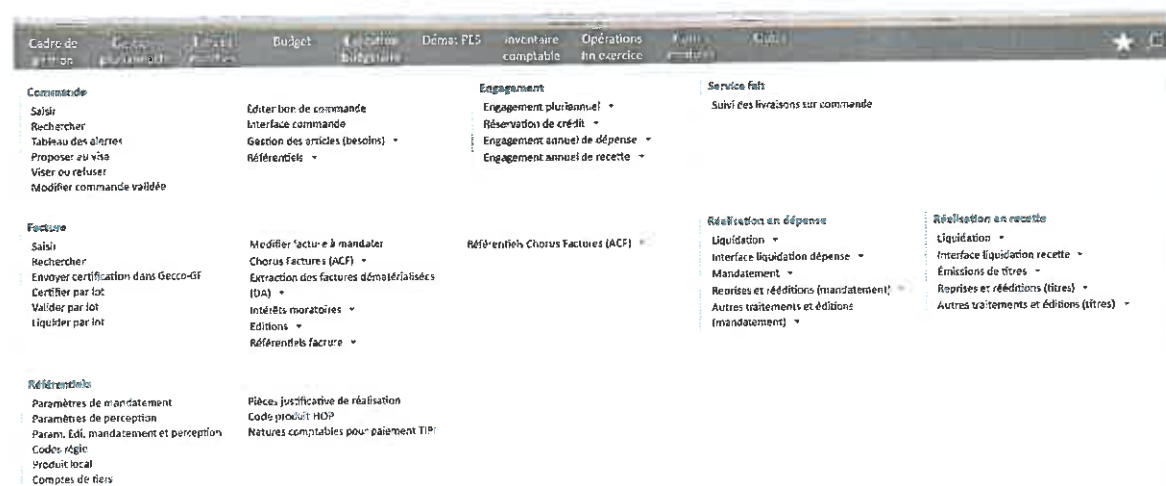 Cadre de gestion
Budget
Démat PES
Inventaire comptable
Opérations fin exercice
Commande
Saisir
Rechercher
Tableau des alertes
Proposer au visa
Viser ou refuser
Modifier commande validée
Editer bon de commande
Interface commande
Gestion des articles (besoins)
Référentiels
Engagement
Engagement pluriannuel
Réservation de crédit
Engagement annuel de dépense
Engagement annuel de recette
Service fait
Suivi des livraisons sur commande
Facture
Saisir
Rechercher
Envoyer certification dans Gecco-GF
Certifier par lot
Valider par lot
Liquider par lot
Modifier facture à mandater
Chorus Factures (ACF)
Extraction des factures dématérialisées
(DA)
Intérêts moratoires
Editions
Référentiels facture
Référentiels Chorus Factures (ACF)
Réalisation en dépense
Liquidation
Interface liquidation dépense
Mandatement
Reprises et rééditions (mandatement)
Autres traitements et éditions
(mandatement)
Réalisation en recette
Liquidation
Interface liquidation recette
Émissions de titres
Reprises et rééditions (titres)
Autres traitements et éditions (titres)
Référentiels
Paramètres de mandatement
Paramètres de perception
Param. Edi. mandatement et perception
Codes régie
Produit local
Comptes de tiers
Pièces justificative de réalisation
Code produit HOP
Natures comptables pour paiement TIPI